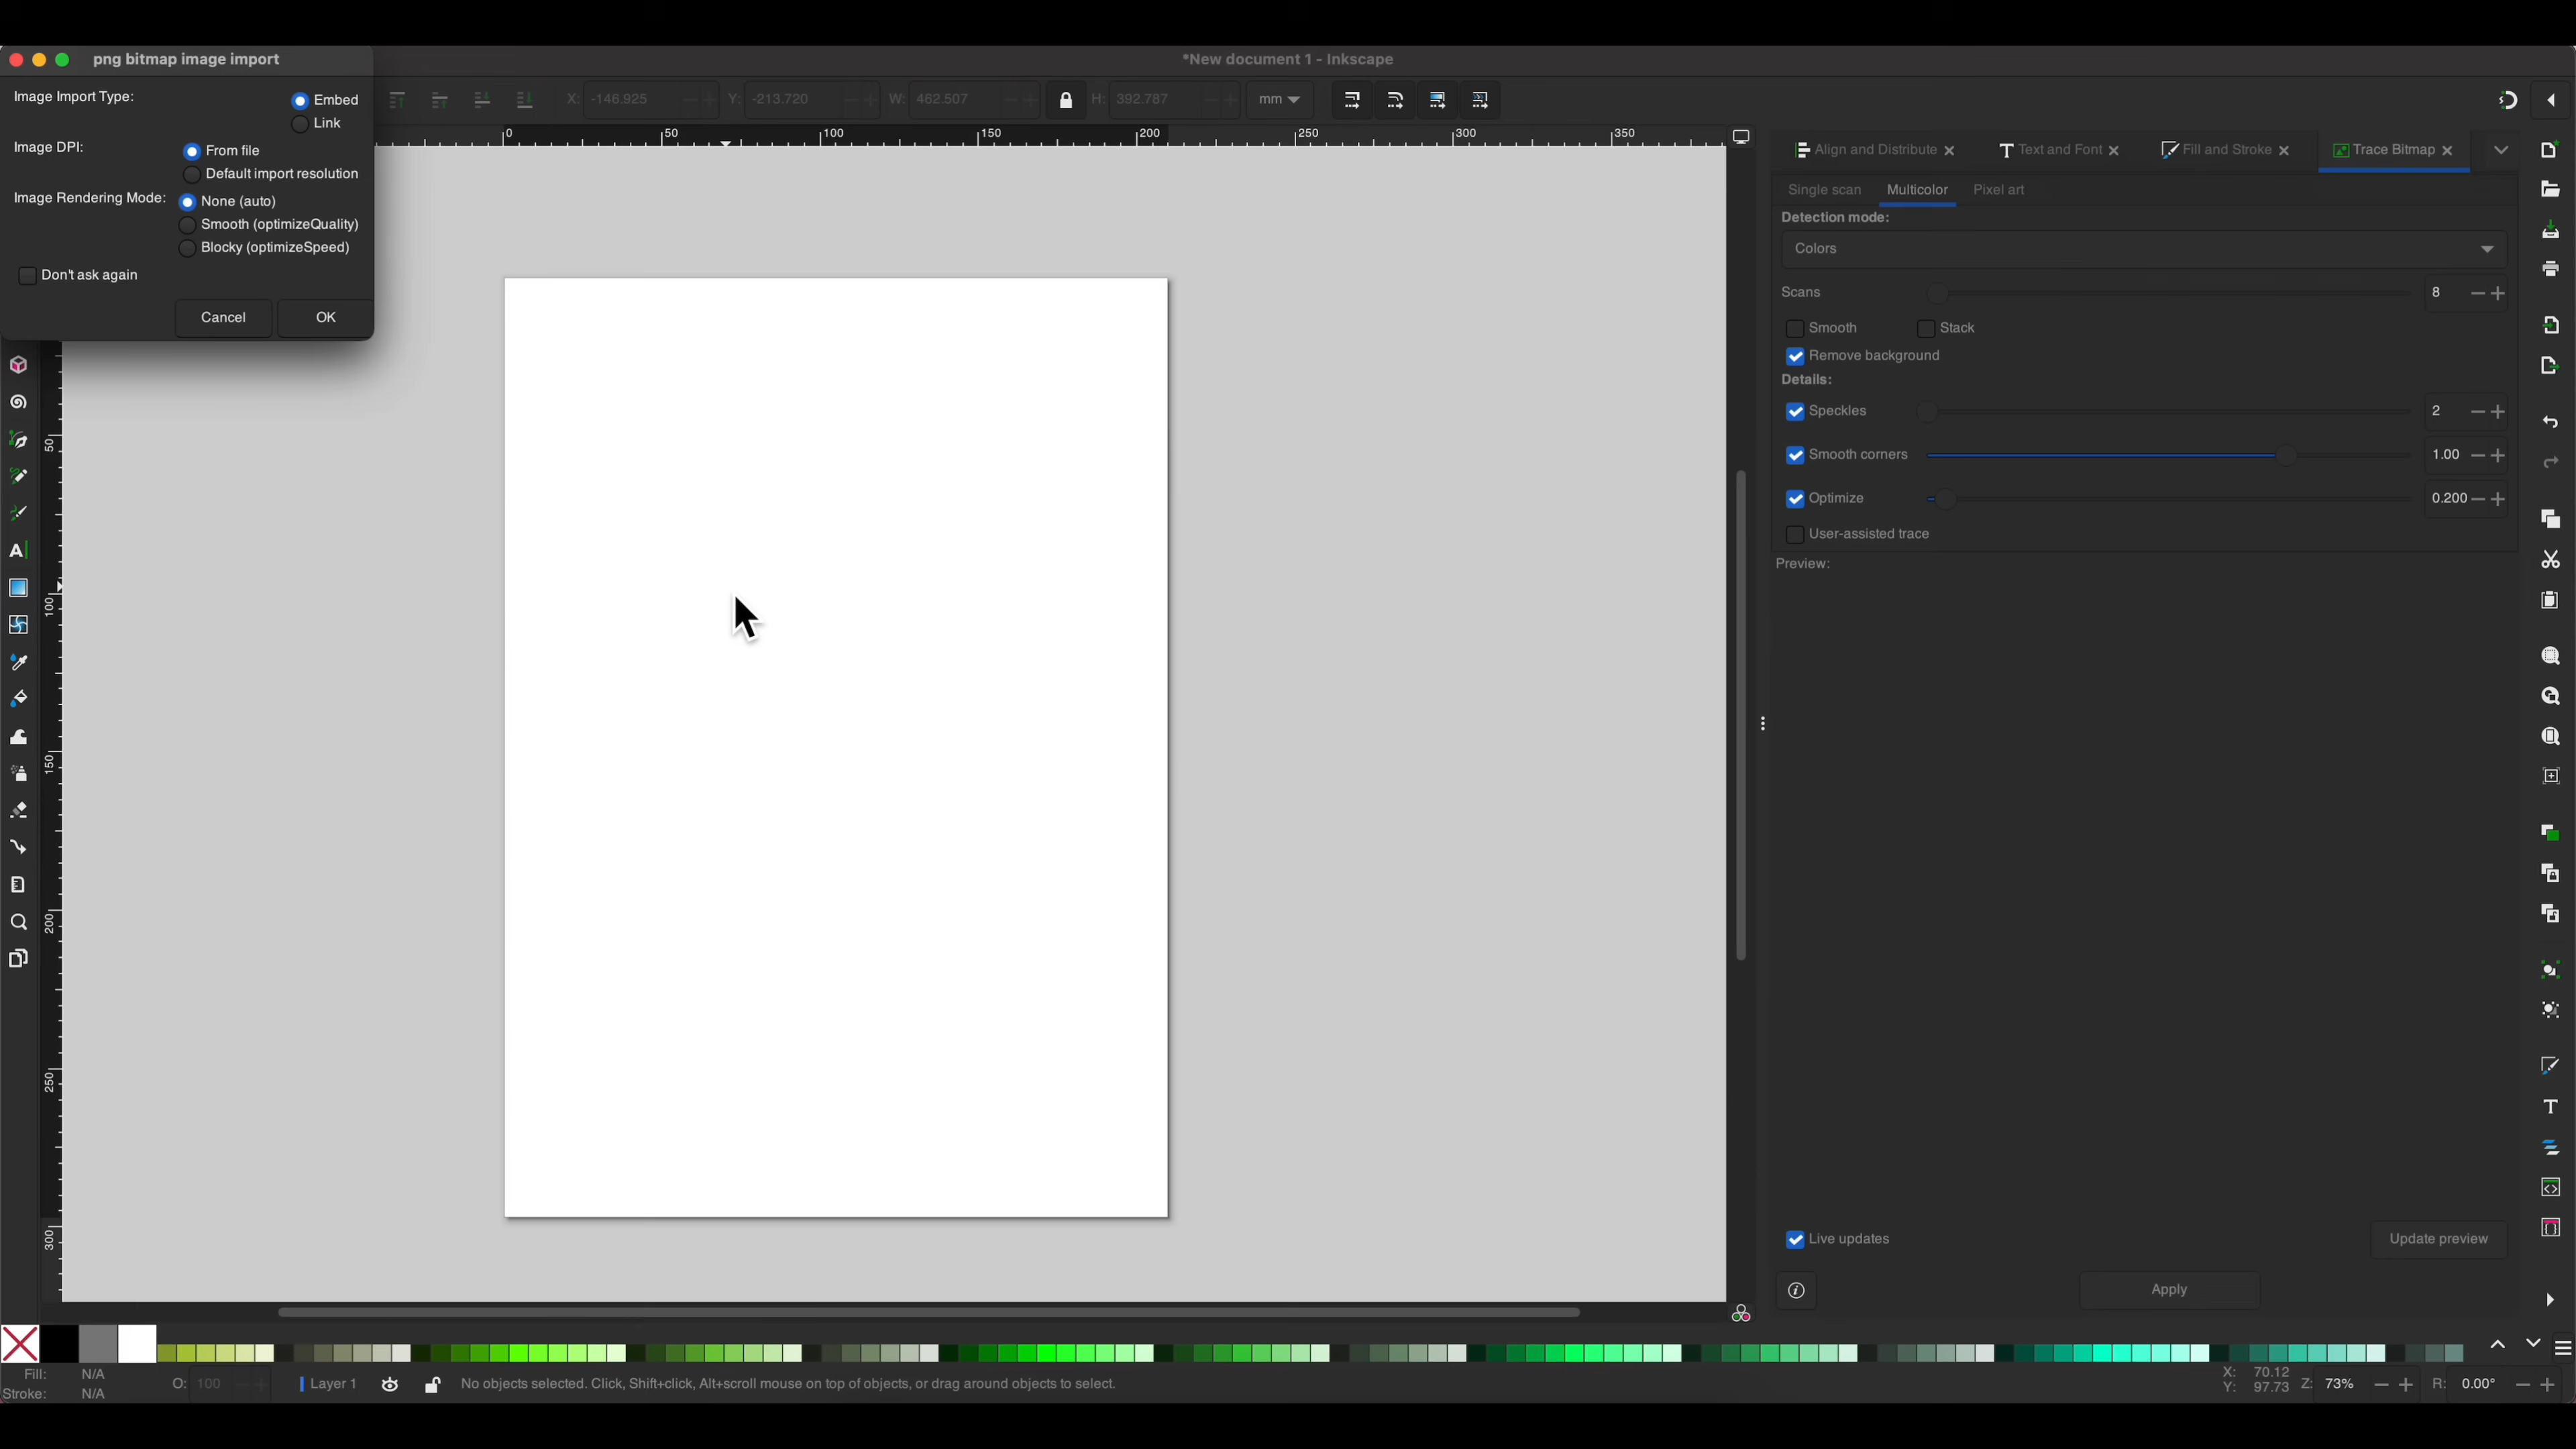 png bitmap image import
*New document 1 - Inkscape
Image Import Type:
Embed
Link
Image DPI:
From file
Default import resolution
Image Rendering Mode:
None (auto)
Smooth (optimizeQuality)
Blocky (optimizeSpeed)
Don't ask again
Cancel
OK
X: -146.925
Y: -213.720
W: 462.507
H: 392.787
mm
0
50
100
150
200
250
300
350
50
100
150
200
250
300
Align and Distribute
Text and Font
Fill and Stroke
Trace Bitmap
Single scan
Multicolor
Pixel art
Detection mode:
Colors
Scans
8
Smooth
Stack
Remove background
Details:
Speckles
2
Smooth corners
1.00
Optimize
0.200
User-assisted trace
Preview:
Live updates
Update preview
Apply
Fill: N/A
Stroke: N/A
O: 100
Layer 1
No objects selected. Click, Shift+click, Alt+scroll mouse on top of objects, or drag around objects to select.
X: 70.12
Y: 97.73
Z: 73%
R: 0.00°